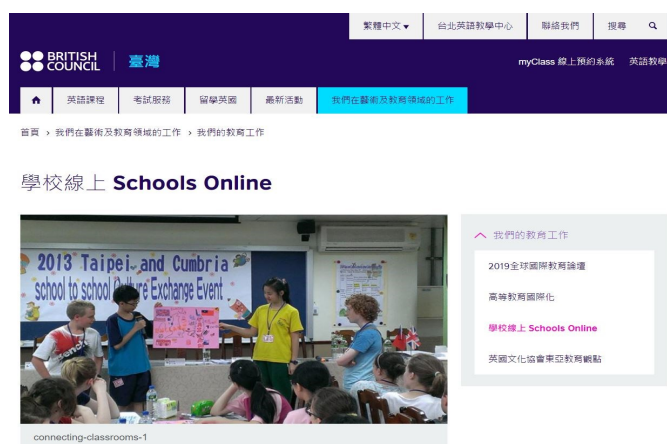 繁體中文 台北英語教學中心 聯絡我們 搜尋
BRITISH COUNCIL 臺灣
myClass 線上預約系統 英語教學
英語課程 考試服務 留學英國 最新活動 我們在藝術及教育領域的工作
首頁 › 我們在藝術及教育領域的工作 › 我們的教育工作
學校線上 Schools Online
2013 Taipei and Cumbria
school to school Culture Exchange Event
connecting-classrooms-1
我們的教育工作
2019全球國際教育論壇
高等教育國際化
學校線上 Schools Online
英國文化協會東亞教育觀點